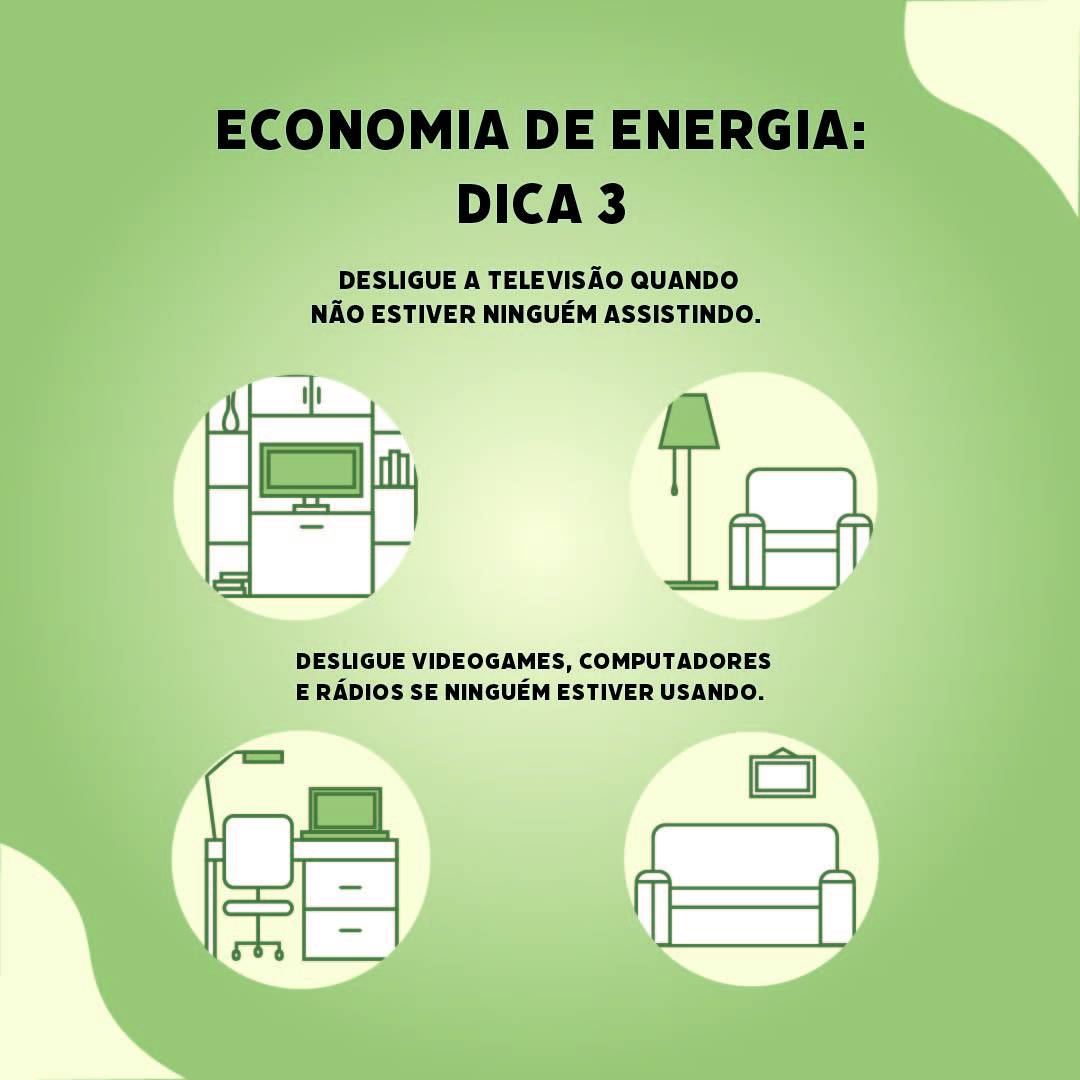 ECONOMIA DE ENERGIA:
DICA 3
DESLIGUE A TELEVISÃO QUANDO
NÃO ESTIVER NINGUÉM ASSISTINDO.
DESLIGUE VIDEOGAMES, COMPUTADORES
E RÁDIOS SE NINGUÉM ESTIVER USANDO.